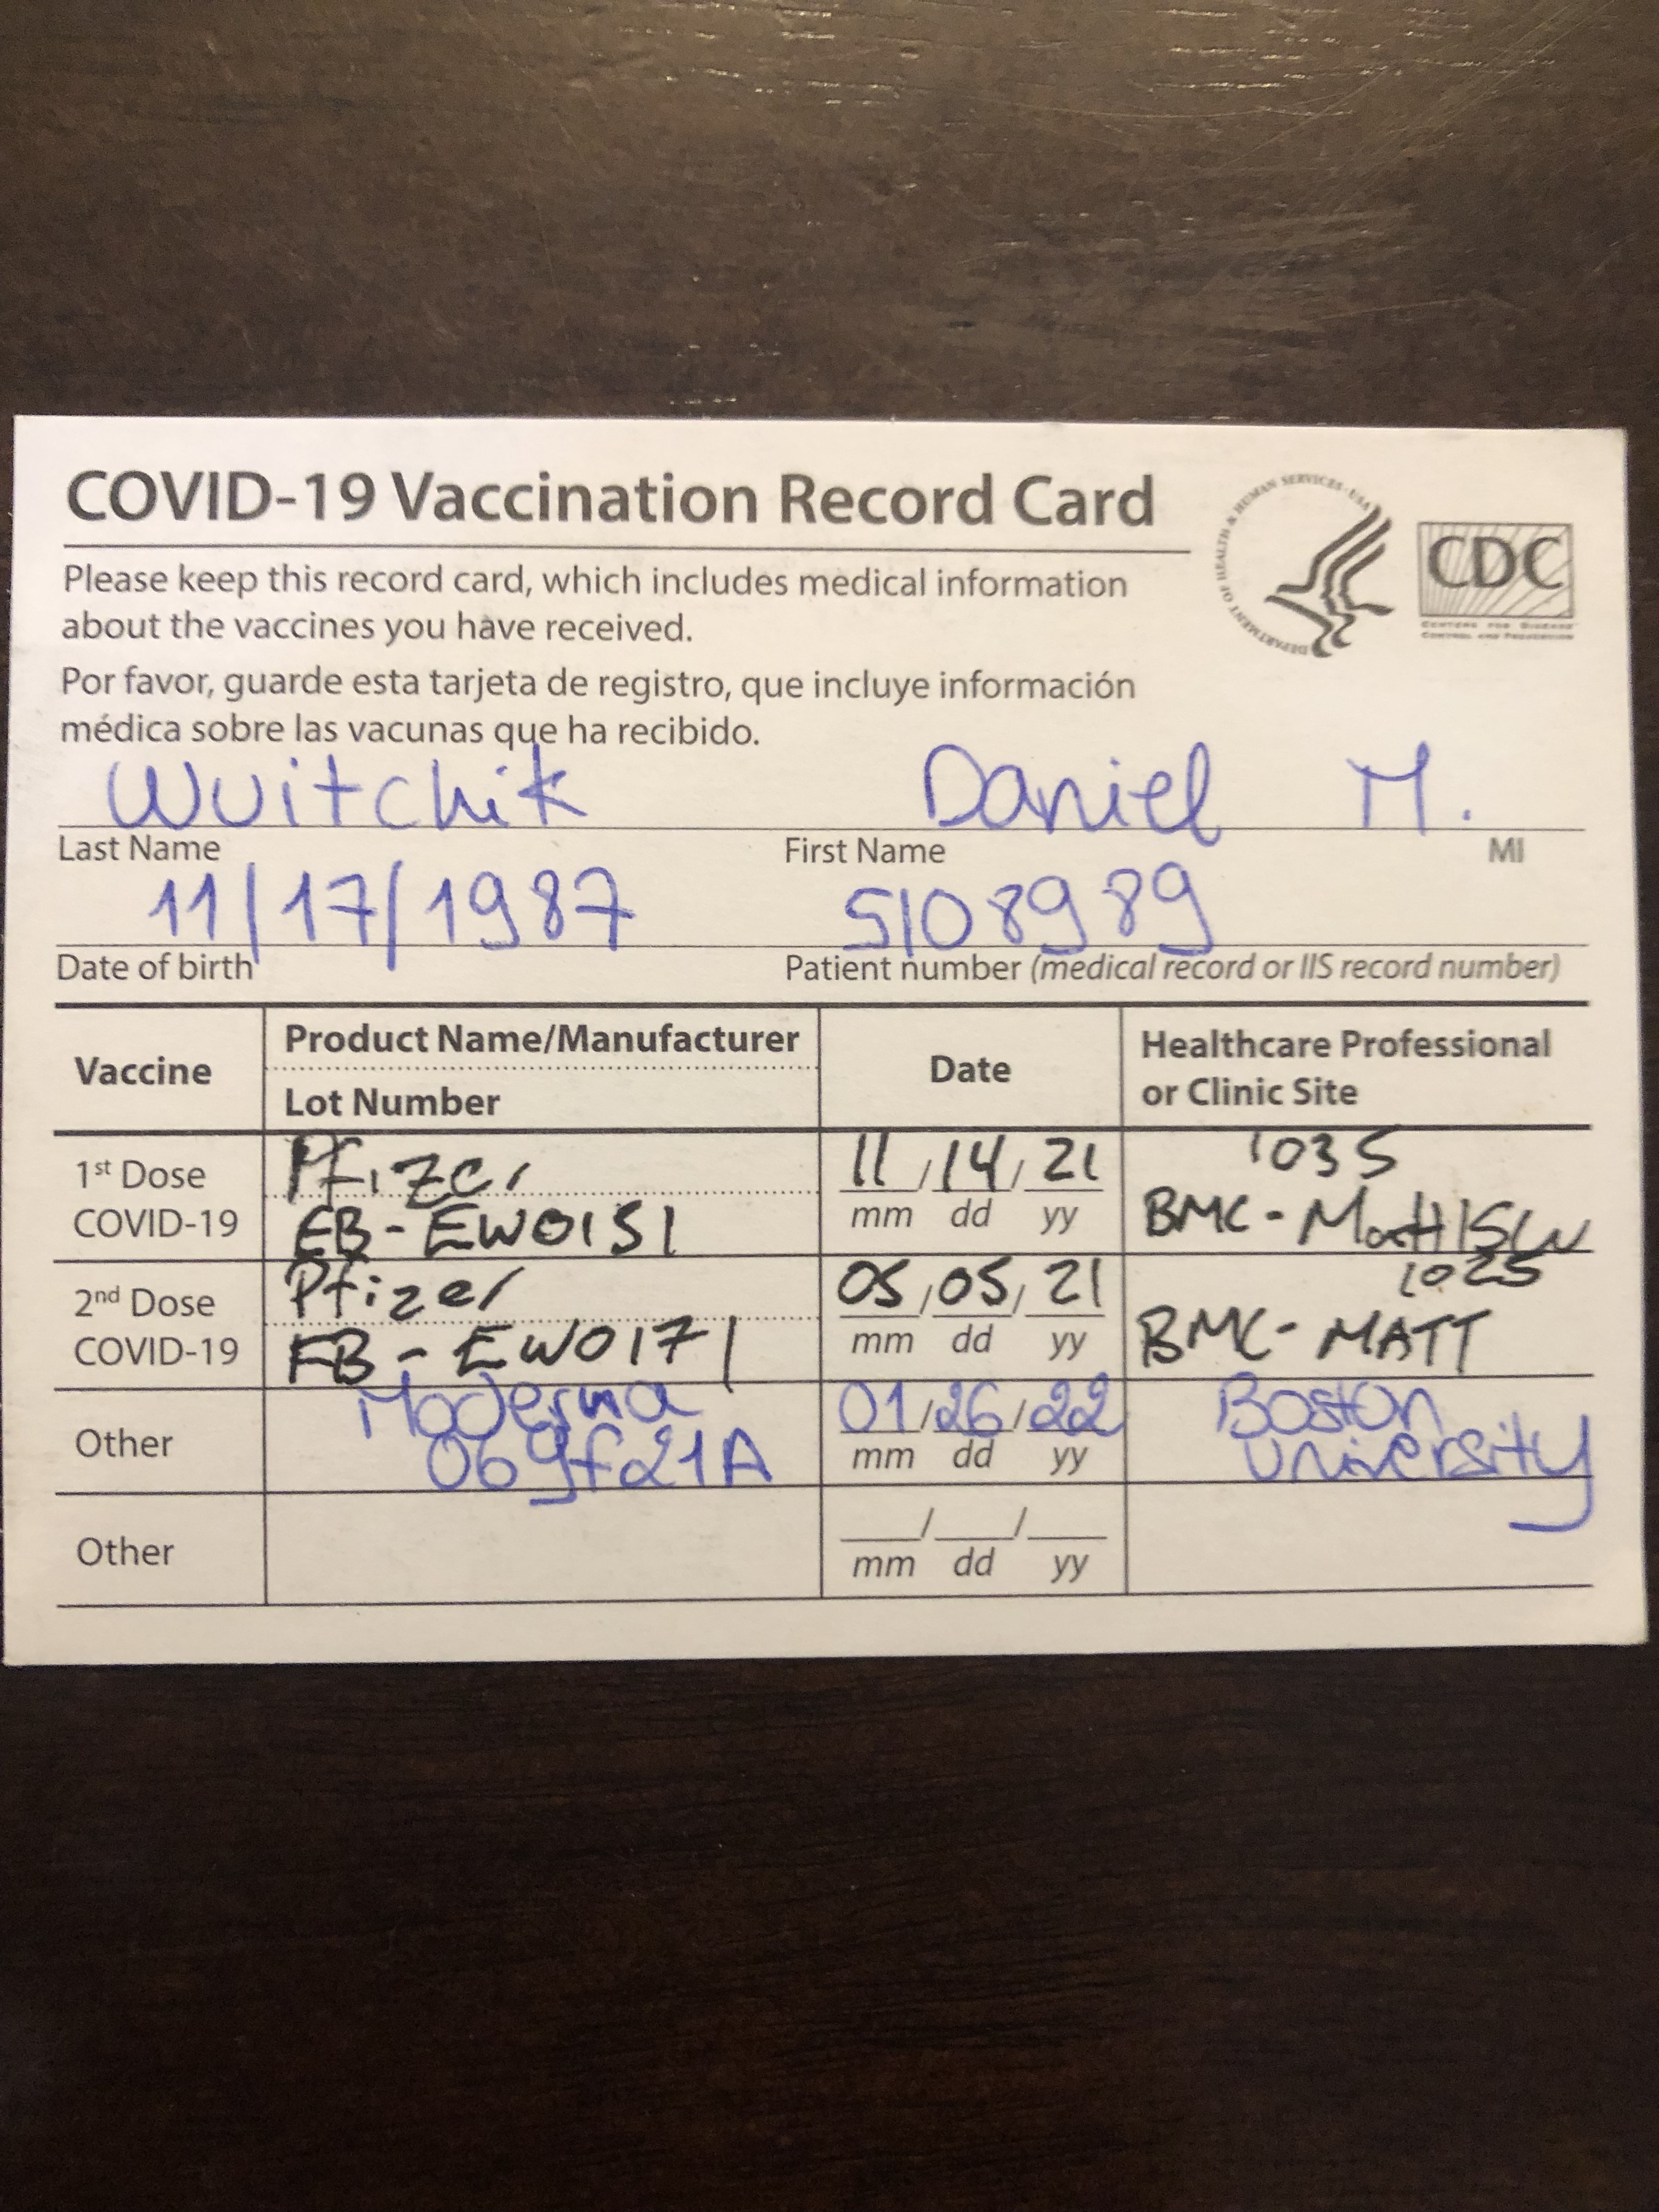 COVID-19 Vaccination Record Card
DEPARTMENT OF HEALTH & HUMAN SERVICES · USA
CDC
CENTERS FOR DISEASE
CONTROL AND PREVENTION
Please keep this record card, which includes medical information
about the vaccines you have received.
Por favor, guarde esta tarjeta de registro, que incluye información
médica sobre las vacunas que ha recibido.
Wuitchik Daniel M.
Last Name First Name MI
11/17/1987 5108989
Date of birth Patient number (medical record or IIS record number)
Vaccine Product Name/Manufacturer Date Healthcare Professional
Lot Number or Clinic Site
1st Dose Pfizer 11/14/21 1035
COVID-19 EB-EW0151 mm dd yy BMC-
2nd Dose Pfizer 05/05/21 1025
COVID-19 EW0171 mm dd yy BMC-MATT
Other Moderna 01/26/22 Boston
069f21A mm dd yy University
Other / /
mm dd yy